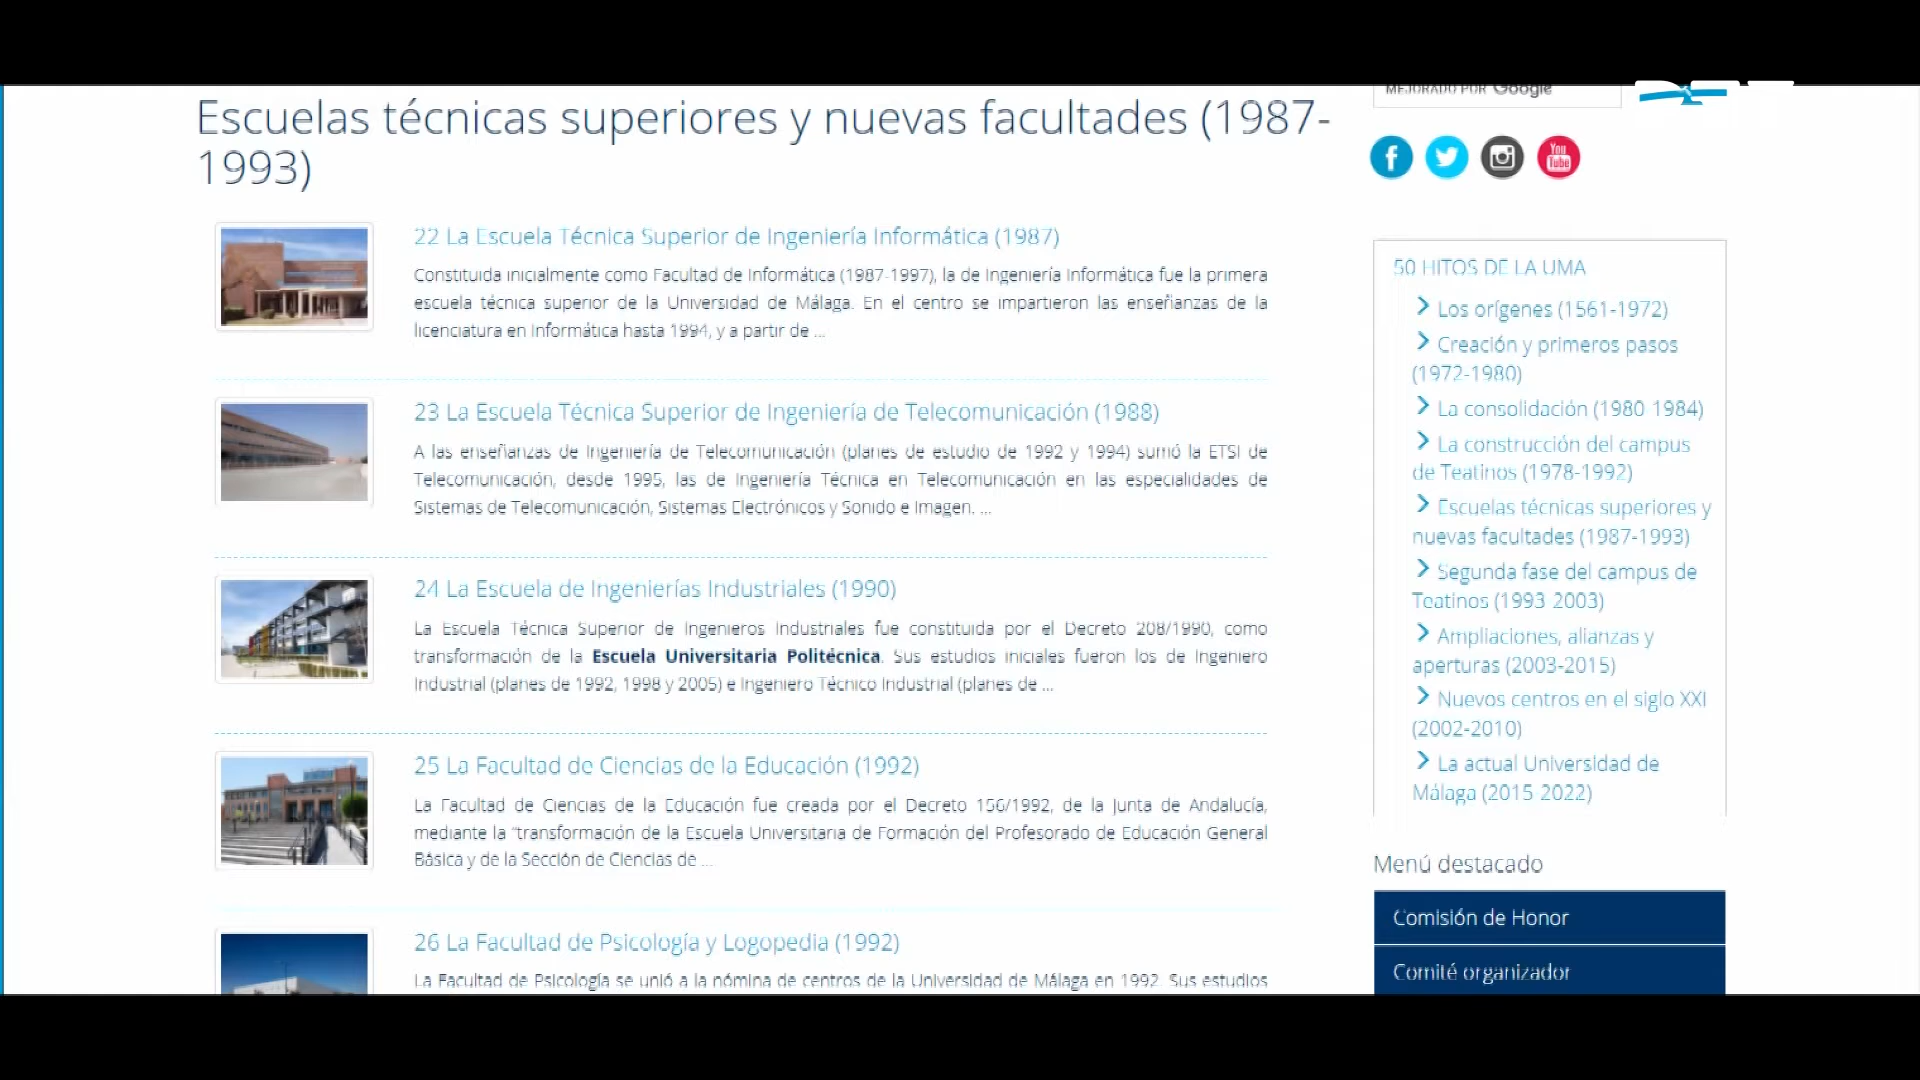 Escuelas técnicas superiores y nuevas facultades (1987-
1993)
22 La Escuela Técnica Superior de Ingeniería Informática (1987)
Constituida inicialmente como Facultad de Informática (1987-1997), la de Ingeniería Informática fue la primera
escuela técnica superior de la Universidad de Málaga. En el centro se impartieron las enseñanzas de la
licenciatura en Informática hasta 1994, y a partir de ...
23 La Escuela Técnica Superior de Ingeniería de Telecomunicación (1988)
A las enseñanzas de Ingeniería de Telecomunicación (planes de estudio de 1992 y 1994) sumó la ETSI de
Telecomunicación, desde 1995, las de Ingeniería Técnica en Telecomunicación en las especialidades de
Sistemas de Telecomunicación, Sistemas Electrónicos y Sonido e Imagen. ...
24 La Escuela de Ingenierías Industriales (1990)
La Escuela Técnica Superior de Ingenieros Industriales fue constituida por el Decreto 208/1990, como
transformación de la Escuela Universitaria Politécnica. Sus estudios iniciales fueron los de Ingeniero
Industrial (planes de 1992, 1998 y 2005) e Ingeniero Técnico Industrial (planes de ...
25 La Facultad de Ciencias de la Educación (1992)
La Facultad de Ciencias de la Educación fue creada por el Decreto 156/1992, de la Junta de Andalucía,
mediante la "transformación de la Escuela Universitaria de Formación del Profesorado de Educación General
Básica y de la Sección de Ciencias de ...
26 La Facultad de Psicología y Logopedia (1992)
La Facultad de Psicología se unió a la nómina de centros de la Universidad de Málaga en 1992. Sus estudios
MEJORADO POR Google
You
Tube
50 HITOS DE LA UMA
Los orígenes (1561-1972)
Creación y primeros pasos
(1972-1980)
La consolidación (1980-1984)
La construcción del campus
de Teatinos (1978-1992)
Escuelas técnicas superiores y
nuevas facultades (1987-1993)
Segunda fase del campus de
Teatinos (1993-2003)
Ampliaciones, alianzas y
aperturas (2003-2015)
Nuevos centros en el siglo XXI
(2002-2010)
La actual Universidad de
Málaga (2015-2022)
Menú destacado
Comisión de Honor
Comité organizador